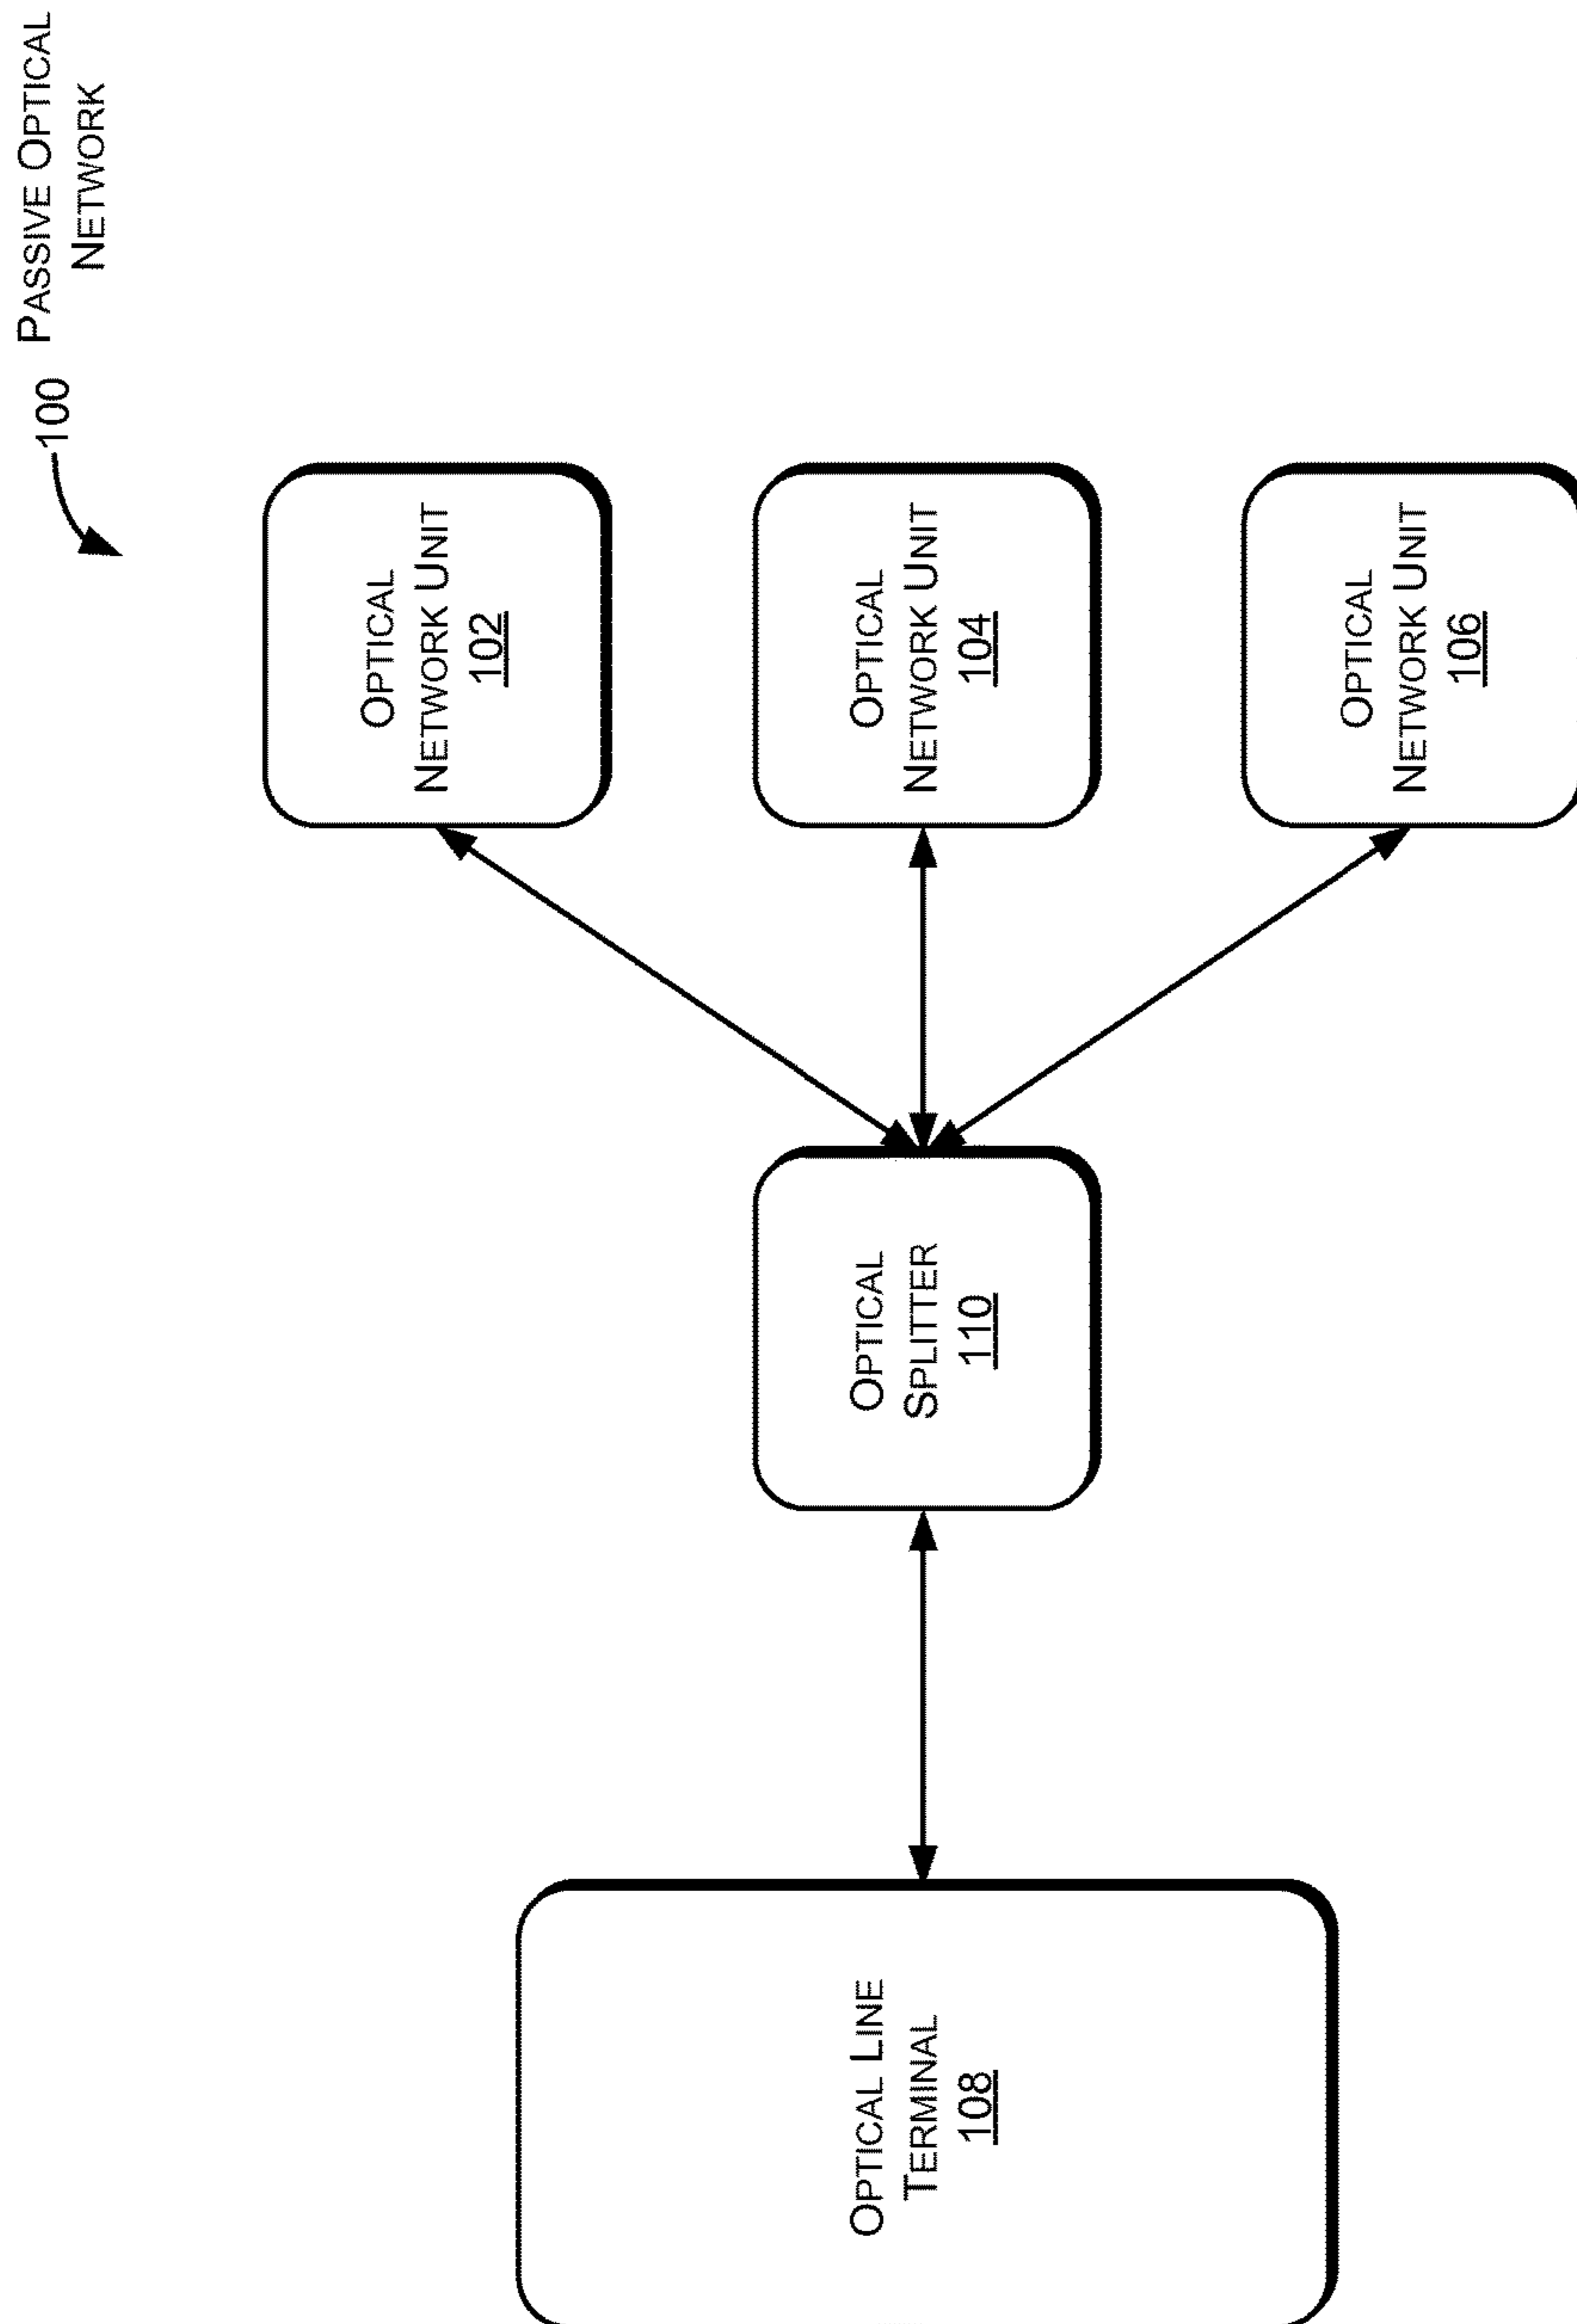 100 PASSIVE OPTICAL
NETWORK
OPTICAL
NETWORK UNIT
102
OPTICAL LINE
TERMINAL
108
OPTICAL
SPLITTER
110
OPTICAL
NETWORK UNIT
104
OPTICAL
NETWORK UNIT
106